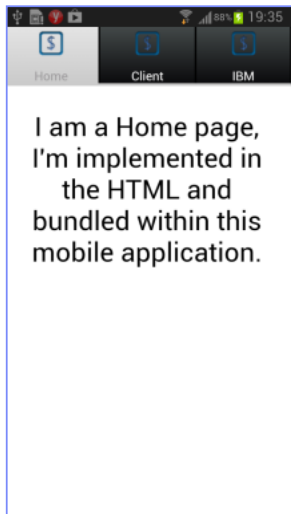 88% 19:35
$ $ $
Home Client IBM
I am a Home page,
I'm implemented in
the HTML and
bundled within this
mobile application.